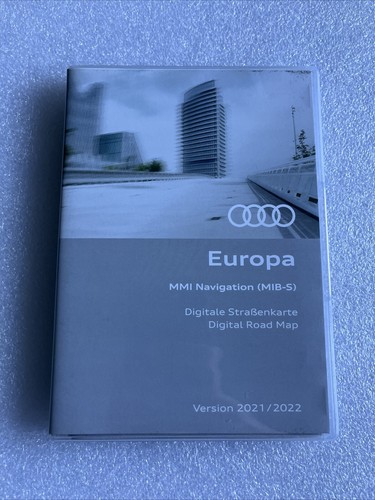 Europa
MMI Navigation (MIB-S)
Digitale Straßenkarte
Digital Road Map
Version 2021/2022